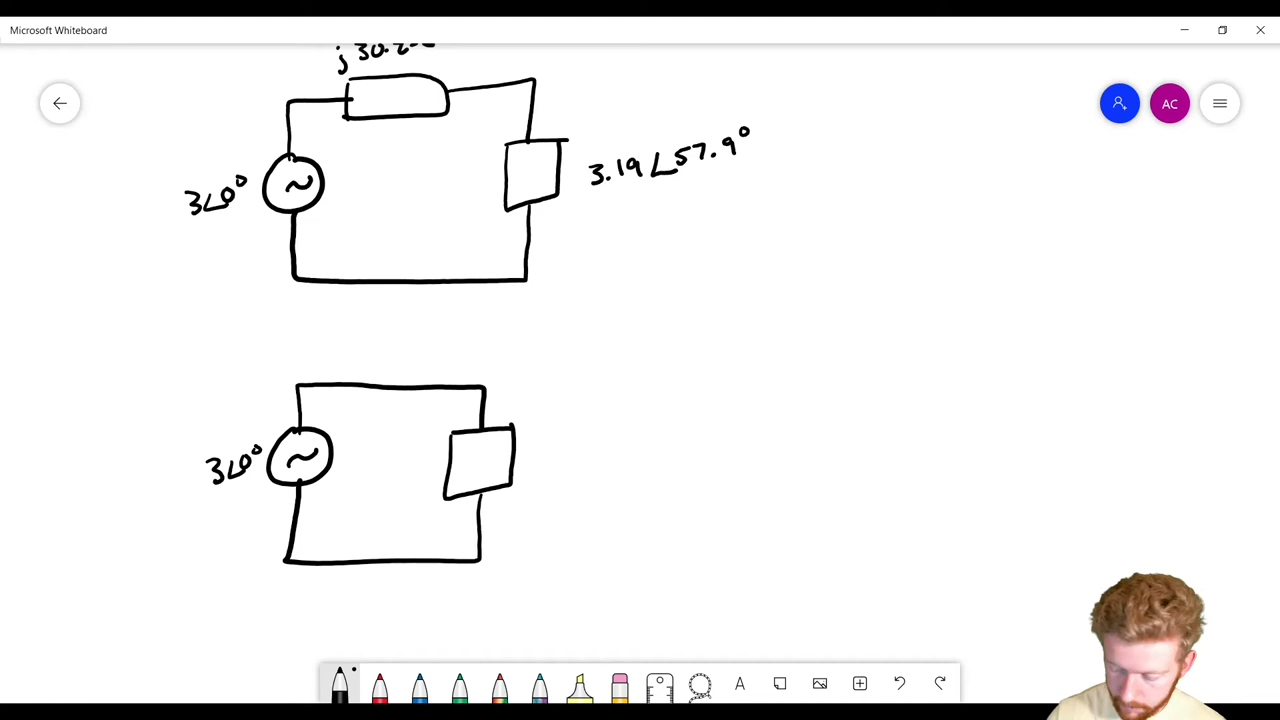 Microsoft Whiteboard
AC
3∠0°
3.19∠57.9°
3∠0°
A